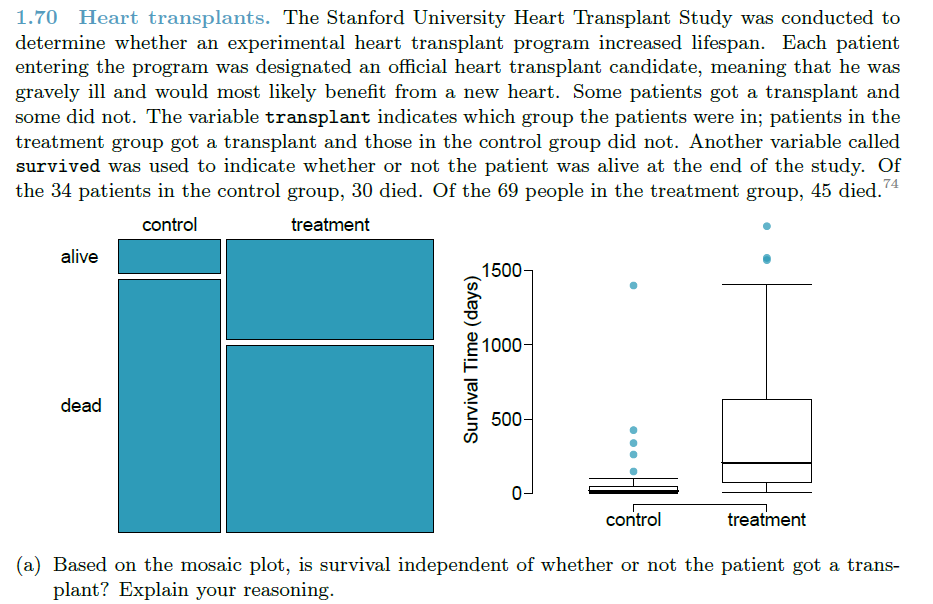 1.70 Heart transplants. The Stanford University Heart Transplant Study was conducted to
determine whether an experimental heart transplant program increased lifespan. Each patient
entering the program was designated an official heart transplant candidate, meaning that he was
gravely ill and would most likely benefit from a new heart. Some patients got a transplant and
some did not. The variable transplant indicates which group the patients were in; patients in the
treatment group got a transplant and those in the control group did not. Another variable called
survived was used to indicate whether or not the patient was alive at the end of the study. Of
the 34 patients in the control group, 30 died. Of the 69 people in the treatment group, 45 died.74
control treatment
alive
dead
Survival Time (days)
1500
1000
500
0
control treatment
(a) Based on the mosaic plot, is survival independent of whether or not the patient got a trans-
plant? Explain your reasoning.